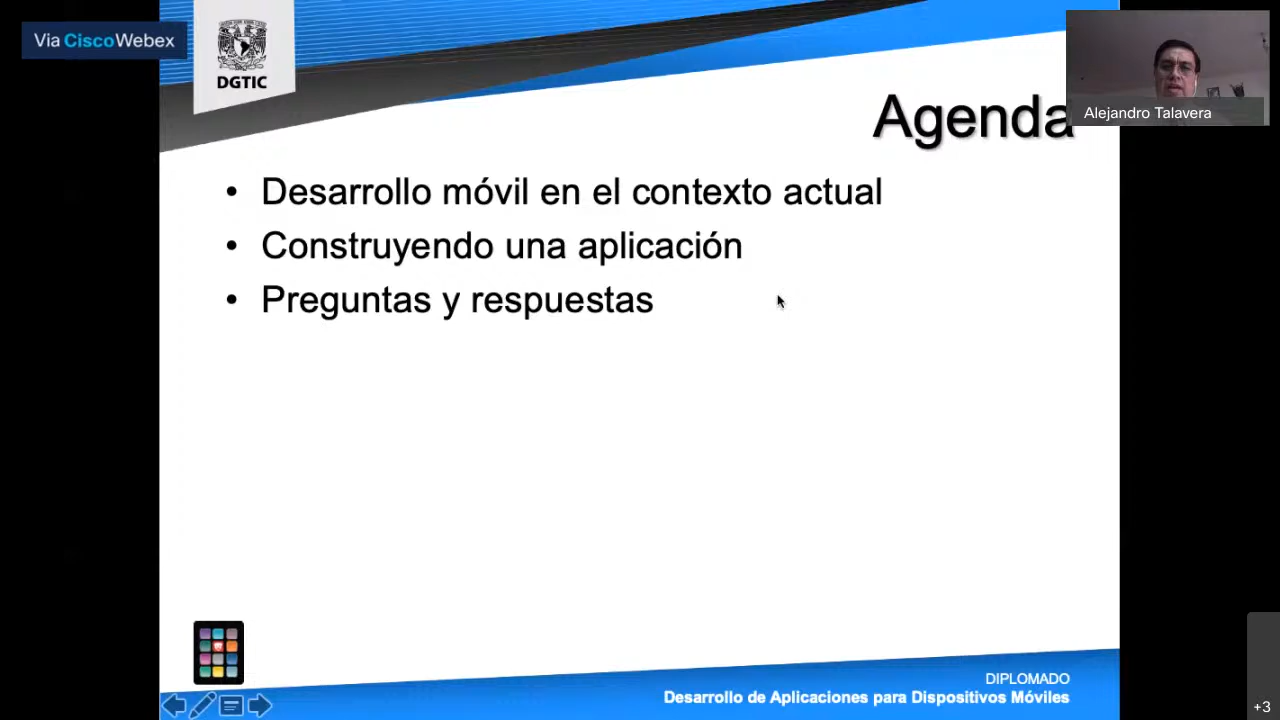 Via CiscoWebex
DGTIC
Alejandro Talavera
Agenda
• Desarrollo móvil en el contexto actual
• Construyendo una aplicación
• Preguntas y respuestas
DIPLOMADO
Desarrollo de Aplicaciones para Dispositivos Móviles
+3